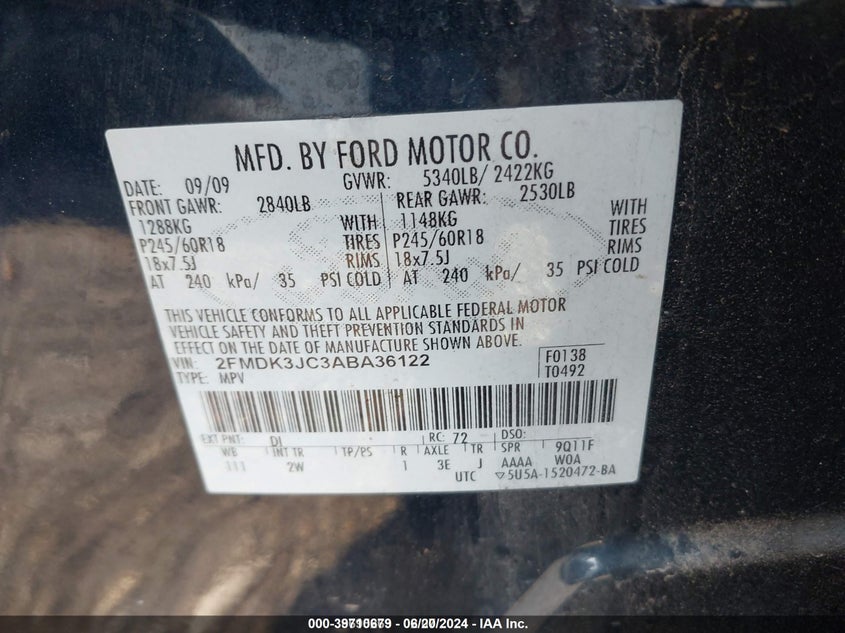 MFD. BY FORD MOTOR CO.
DATE: 09/09 GVWR: 5340LB/ 2422KG
FRONT GAWR: 2840LB REAR GAWR: 2530LB
1288KG WITH 1148KG WITH
P245/60R18 TIRES P245/60R18 TIRES
18x7.5J RIMS 18x7.5J RIMS
AT 240 kPa/ 35 PSI COLD AT 240 kPa/ 35 PSI COLD
THIS VEHICLE CONFORMS TO ALL APPLICABLE FEDERAL MOTOR
VEHICLE SAFETY AND THEFT PREVENTION STANDARDS IN
EFFECT ON THE DATE OF MANUFACTURE SHOWN ABOVE.
VIN: 2FMDK3JC3ABA36122 F0138
TYPE: MPV T0492
EXT PNT: DI RC: 72 DSO:
WB INT TR TP/PS R AXLE TR SPR 9Q11F
111 2W 1 3E J AAAA W0A
UTC ▽5U5A-1520472-BA
000-39710679 - 06/20/2024 - IAA Inc.